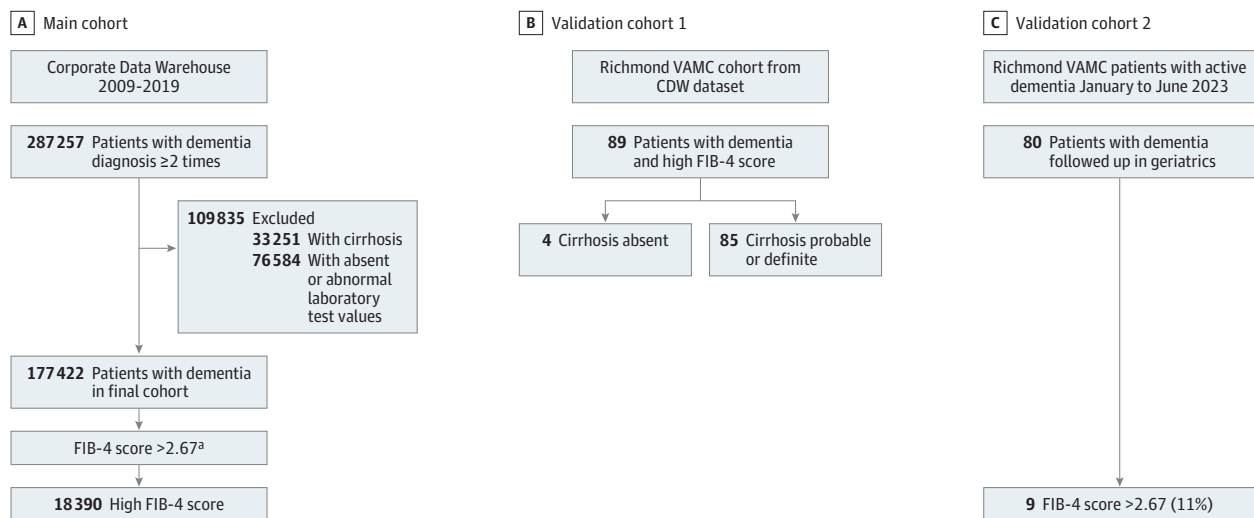 A Main cohort
Corporate Data Warehouse
2009-2019
287257 Patients with dementia
diagnosis ≥2 times
109835 Excluded
33251 With cirrhosis
76584 With absent
or abnormal
laboratory
test values
177422 Patients with dementia
in final cohort
FIB-4 score >2.67a
18390 High FIB-4 score
B Validation cohort 1
Richmond VAMC cohort from
CDW dataset
89 Patients with dementia
and high FIB-4 score
4 Cirrhosis absent
85 Cirrhosis probable
or definite
C Validation cohort 2
Richmond VAMC patients with active
dementia January to June 2023
80 Patients with dementia
followed up in geriatrics
9 FIB-4 score >2.67 (11%)